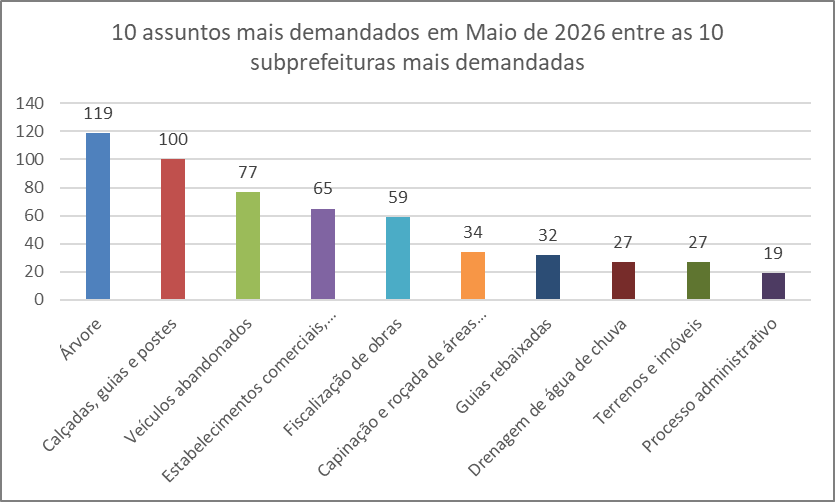 10 assuntos mais demandados em Maio de 2026 entre as 10
subprefeituras mais demandadas
140
120
100
80
60
40
20
0
119
100
77
65
59
34
32
27
27
19
Árvore
Calçadas, guias e postes
Veículos abandonados
Estabelecimentos comerciais,...
Fiscalização de obras
Capinação e roçada de áreas...
Guias rebaixadas
Drenagem de água de chuva
Terrenos e imóveis
Processo administrativo